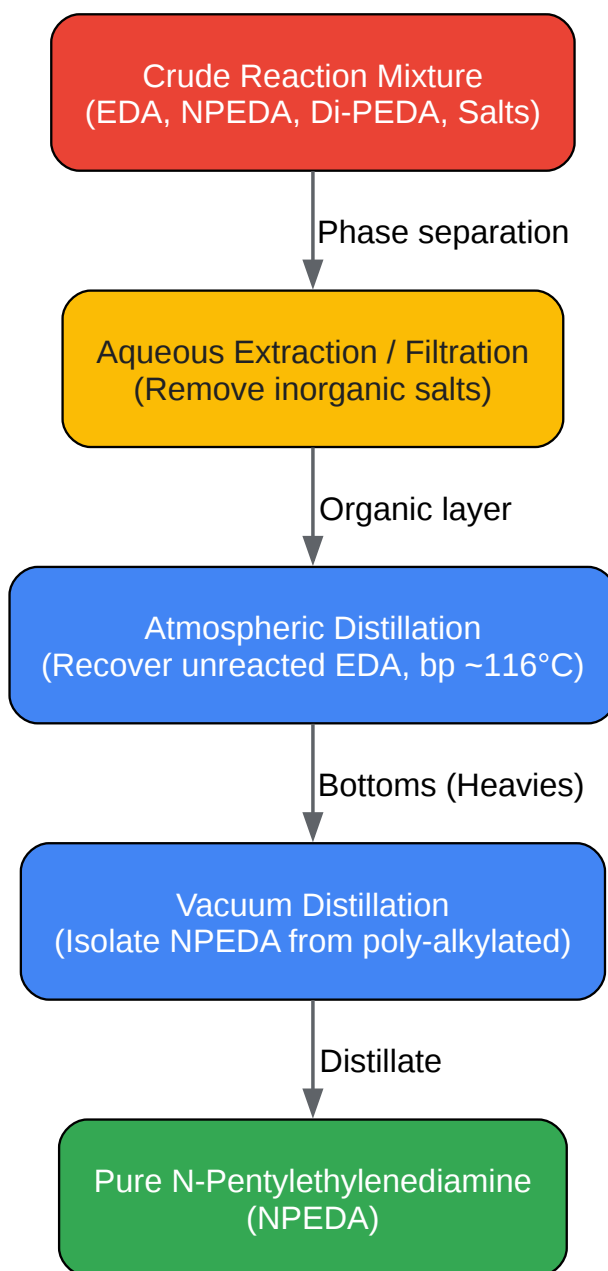 Crude Reaction Mixture
(EDA, NPEDA, Di-PEDA, Salts)
Phase separation
Aqueous Extraction / Filtration
(Remove inorganic salts)
Organic layer
Atmospheric Distillation
(Recover unreacted EDA, bp ~116°C)
Bottoms (Heavies)
Vacuum Distillation
(Isolate NPEDA from poly-alkylated)
Distillate
Pure N-Pentylethylenediamine
(NPEDA)